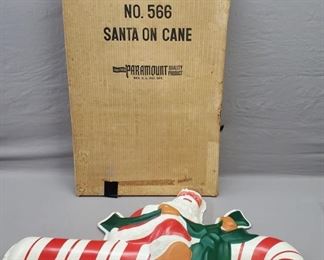 NO. 566
SANTA ON CANE
PARAMOUNT QUALITY
PRODUCT